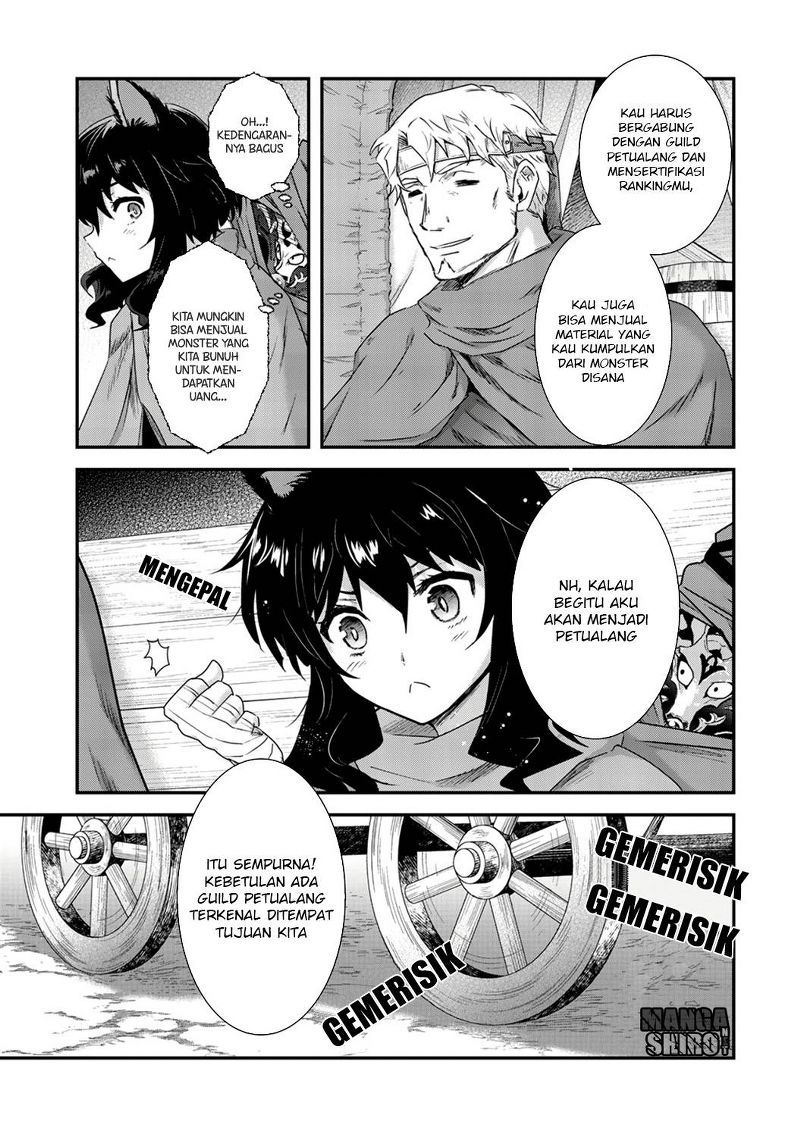 KAU HARUS
BERGABUNG
DENGAN GUILD
PETUALANG DAN
MENSERTIFIKASI
RANKINGMU,
KAU JUGA
BISA MENJUAL
MATERIAL YANG
KAU KUMPULKAN
DARI MONSTER
DISANA
OH...!
KEDENGARAN-
NYA BAGUS
KITA MUNGKIN
BISA MENJUAL
MONSTER YANG
KITA BUNUH
UNTUK MEN-
DAPATKAN
UANG...
NH, KALAU
BEGITU AKU
AKAN MENJADI
PETUALANG
MENGEPAL
GEMERISIK
GEMERISIK
ITU SEMPURNA!
KEBETULAN ADA
GUILD PETUALANG
TERKENAL DITEMPAT
TUJUAN KITA
GEMERISIK
MANGA
SHIRO